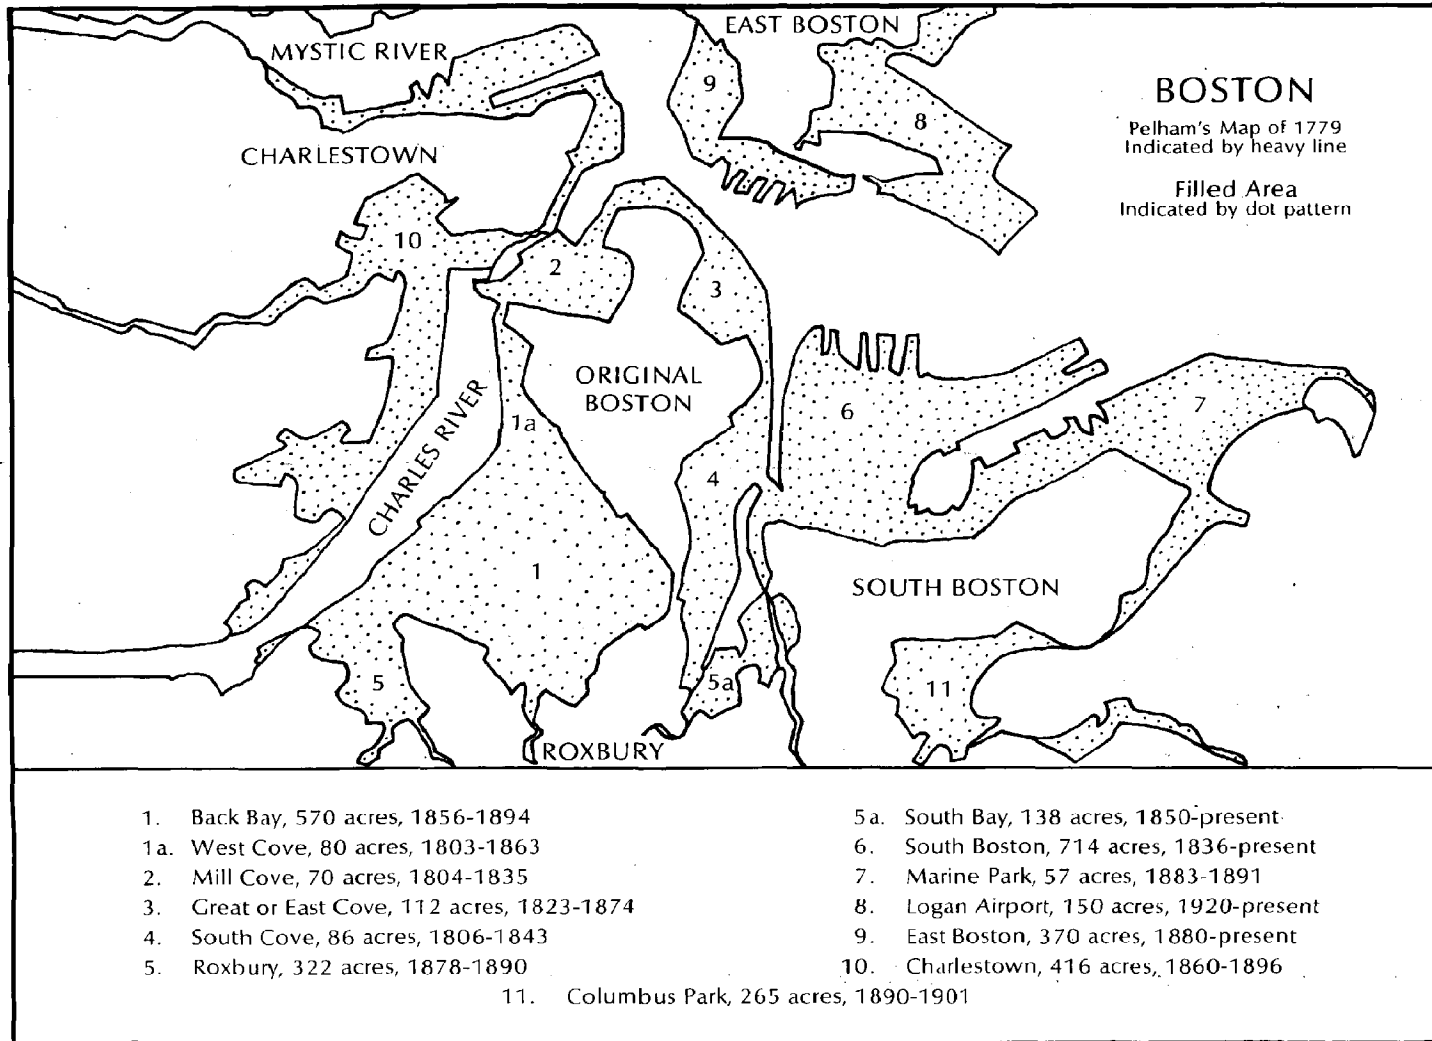 EAST BOSTON
MYSTIC RIVER
9
BOSTON
8
Pelham's Map of 1779
Indicated by heavy line
CHARLESTOWN
Filled Area
Indicated by dot pattern
10
2
3
ORIGINAL
BOSTON
CHARLES RIVER
1a
6
7
4
1
SOUTH BOSTON
5
5a
11
ROXBURY
1. Back Bay, 570 acres, 1856-1894
1a. West Cove, 80 acres, 1803-1863
2. Mill Cove, 70 acres, 1804-1835
3. Great or East Cove, 112 acres, 1823-1874
4. South Cove, 86 acres, 1806-1843
5. Roxbury, 322 acres, 1878-1890
5a. South Bay, 138 acres, 1850-present
6. South Boston, 714 acres, 1836-present
7. Marine Park, 57 acres, 1883-1891
8. Logan Airport, 150 acres, 1920-present
9. East Boston, 370 acres, 1880-present
10. Charlestown, 416 acres, 1860-1896
11. Columbus Park, 265 acres, 1890-1901